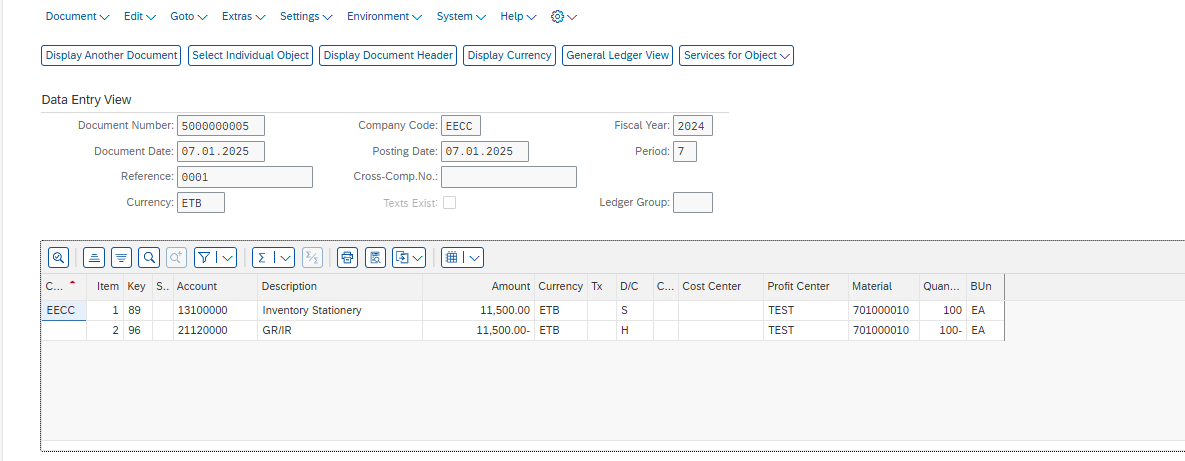 Document Edit Goto Extras Settings Environment System Help
Display Another Document Select Individual Object Display Document Header Display Currency General Ledger View Services for Object
Data Entry View
Document Number: 5000000005 Company Code: EECC Fiscal Year: 2024
Document Date: 07.01.2025 Posting Date: 07.01.2025 Period: 7
Reference: 0001 Cross-Comp.No.:
Currency: ETB Texts Exist: Ledger Group:
C... Item Key S.. Account Description Amount Currency Tx D/C C... Cost Center Profit Center Material Quan... BUn
EECC 1 89 13100000 Inventory Stationery 11,500.00 ETB S TEST 701000010 100 EA
2 96 21120000 GR/IR 11,500.00- ETB H TEST 701000010 100- EA